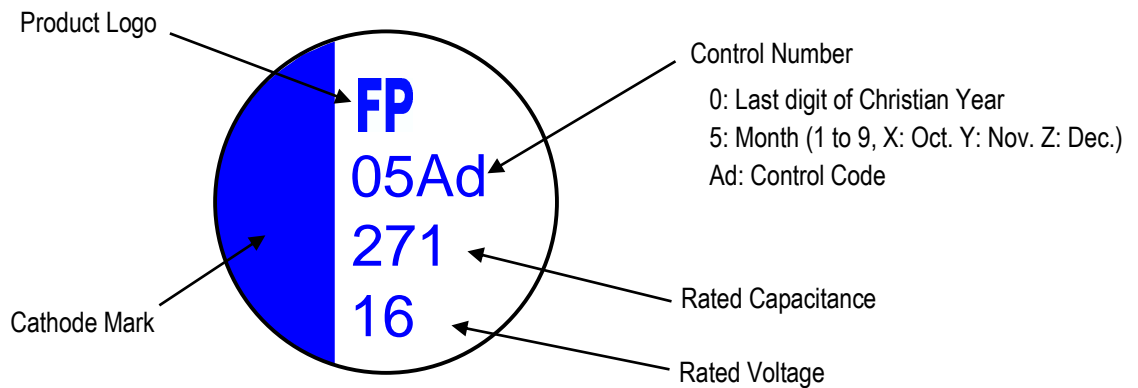 Product Logo
Control Number
0: Last digit of Christian Year
5: Month (1 to 9, X: Oct. Y: Nov. Z: Dec.)
Ad: Control Code
FP
05Ad
271
16
Rated Capacitance
Cathode Mark
Rated Voltage